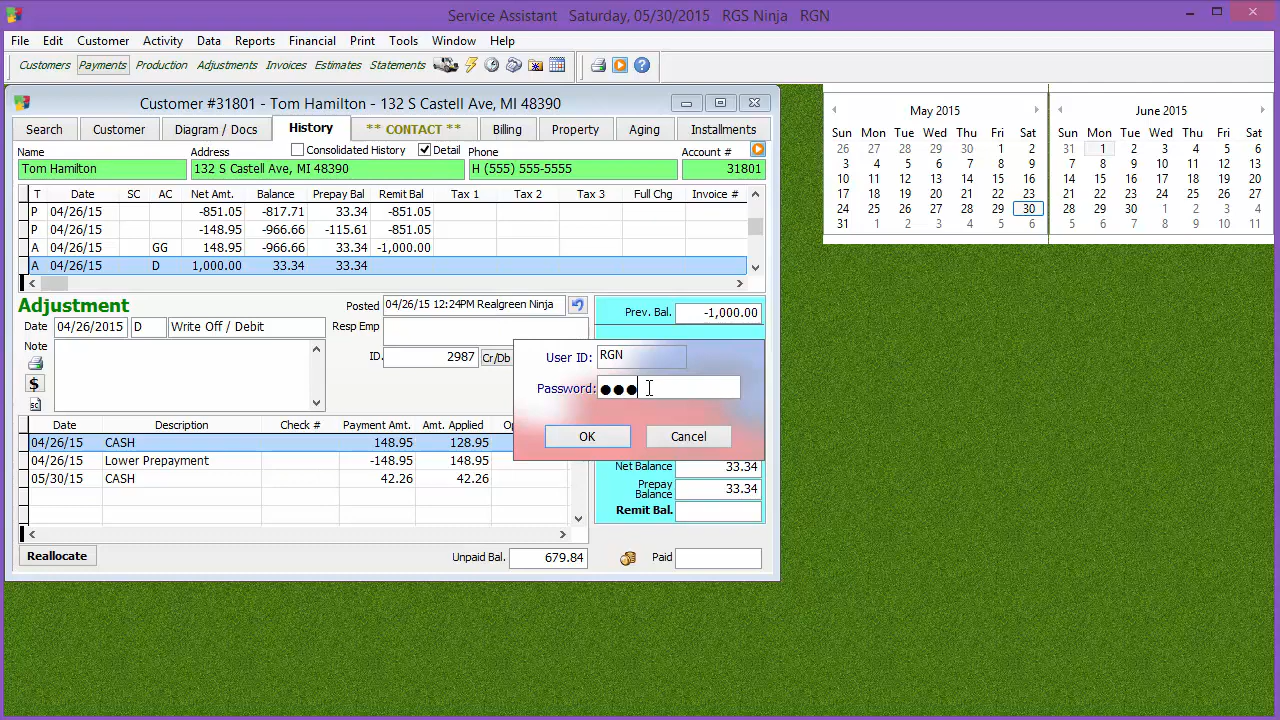 Service Assistant Saturday, 05/30/2015 RGS Ninja RGN
File Edit Customer Activity Data Reports Financial Print Tools Window Help
Customers Payments Production Adjustments Invoices Estimates Statements
Customer #31801 - Tom Hamilton - 132 S Castell Ave, MI 48390
Search Customer Diagram / Docs History ** CONTACT ** Billing Property Aging Installments
Name Address Consolidated History Detail Phone Account #
Tom Hamilton 132 S Castell Ave, MI 48390 H (555) 555-5555 31801
T Date SC AC Net Amt. Balance Prepay Bal Remit Bal Tax 1 Tax 2 Tax 3 Full Chg Invoice #
P 04/26/15 -851.05 -817.71 33.34 -851.05
P 04/26/15 -148.95 -966.66 -115.61 -851.05
A 04/26/15 GG 148.95 -966.66 33.34 -1,000.00
A 04/26/15 D 1,000.00 33.34 33.34
Adjustment Posted 04/26/15 12:24PM Realgreen Ninja Prev. Bal. -1,000.00
Date 04/26/2015 D Write Off / Debit Resp Emp
Note
ID. 2987 Cr/Db
$
sc
User ID: RGN
Password: ●●●
OK Cancel
Date Description Check # Payment Amt. Amt. Applied Op
04/26/15 CASH 148.95 128.95
04/26/15 Lower Prepayment -148.95 148.95
05/30/15 CASH 42.26 42.26
Net Balance 33.34
Prepay
Balance 33.34
Remit Bal.
Reallocate Unpaid Bal. 679.84 Paid
May 2015
Sun Mon Tue Wed Thu Fri Sat
26 27 28 29 30 1 2
3 4 5 6 7 8 9
10 11 12 13 14 15 16
17 18 19 20 21 22 23
24 25 26 27 28 29 30
31 1 2 3 4 5 6
June 2015
Sun Mon Tue Wed Thu Fri Sat
31 1 2 3 4 5 6
7 8 9 10 11 12 13
14 15 16 17 18 19 20
21 22 23 24 25 26 27
28 29 30 1 2 3 4
5 6 7 8 9 10 11